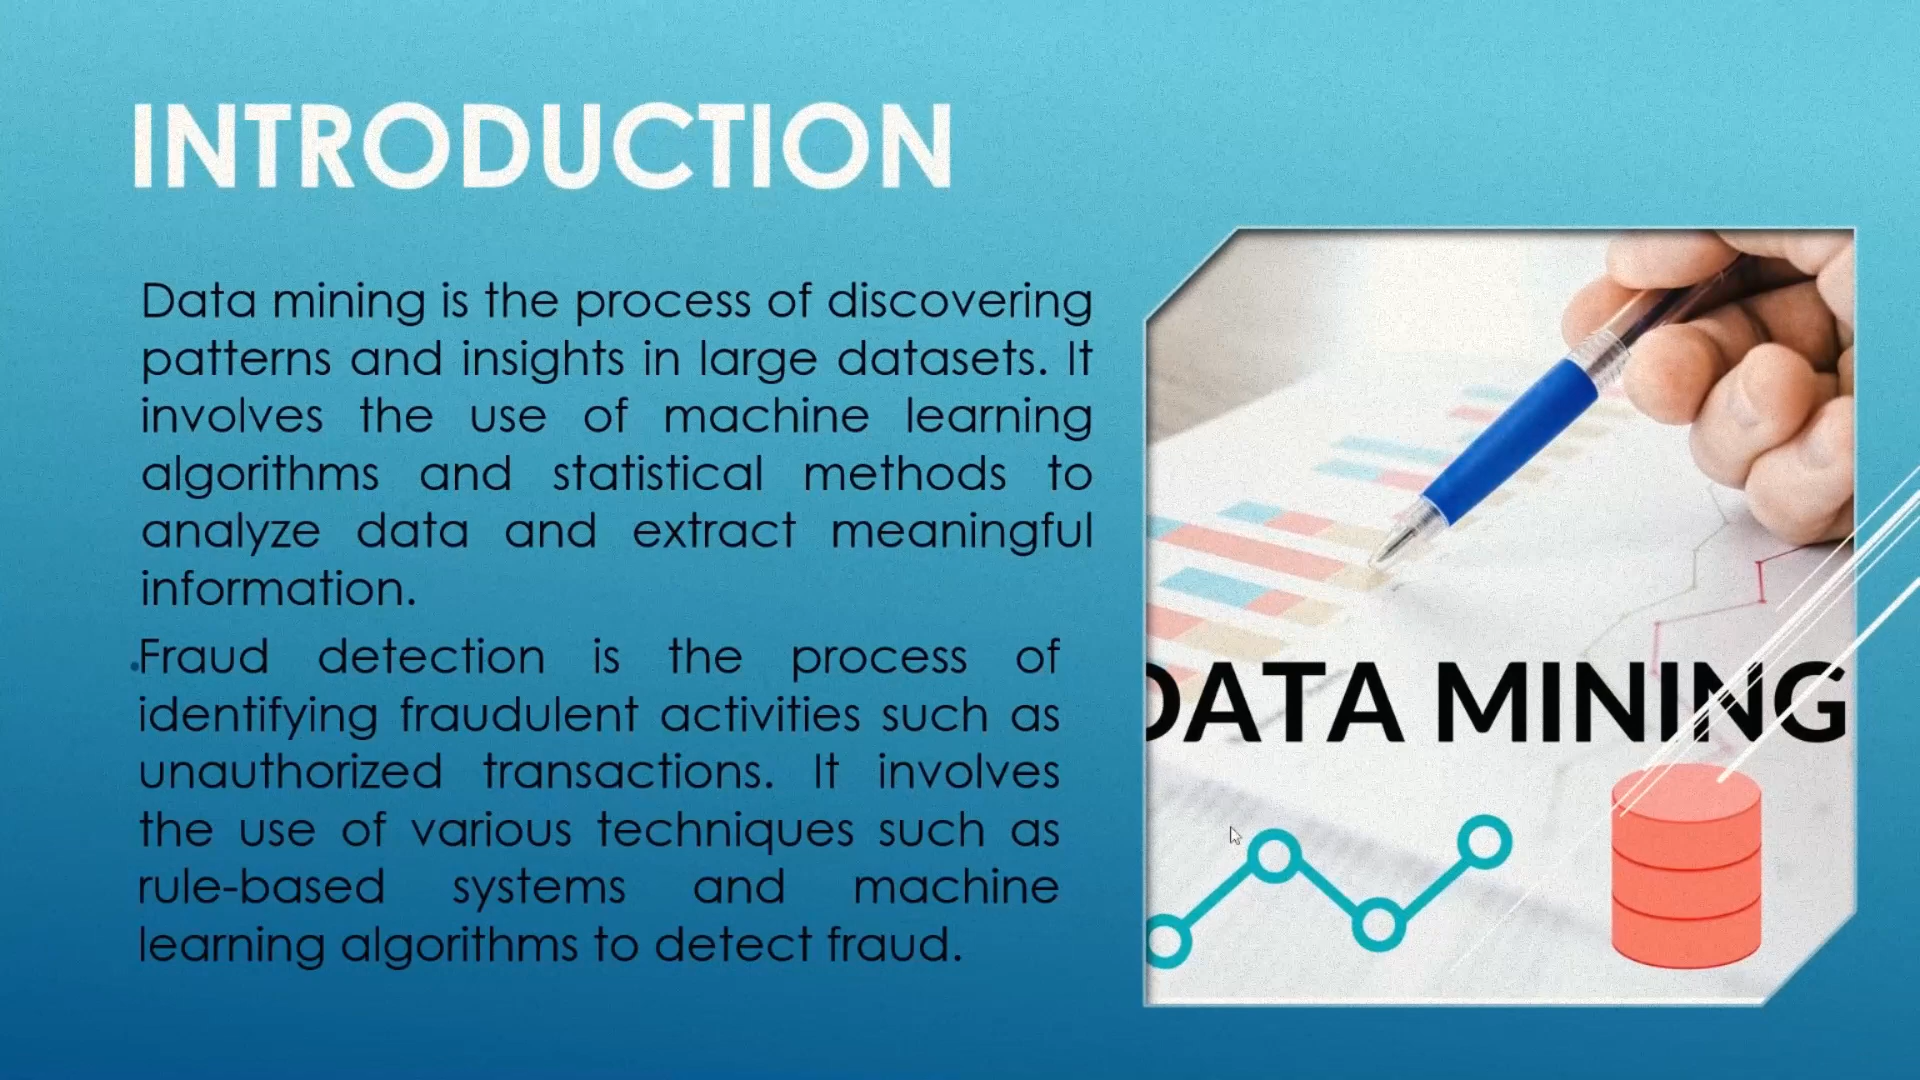 INTRODUCTION
Data mining is the process of discovering
patterns and insights in large datasets. It
involves the use of machine learning
algorithms and statistical methods to
analyze data and extract meaningful
information.
•Fraud detection is the process of
identifying fraudulent activities such as
unauthorized transactions. It involves
the use of various techniques such as
rule-based systems and machine
learning algorithms to detect fraud.
DATA MINING